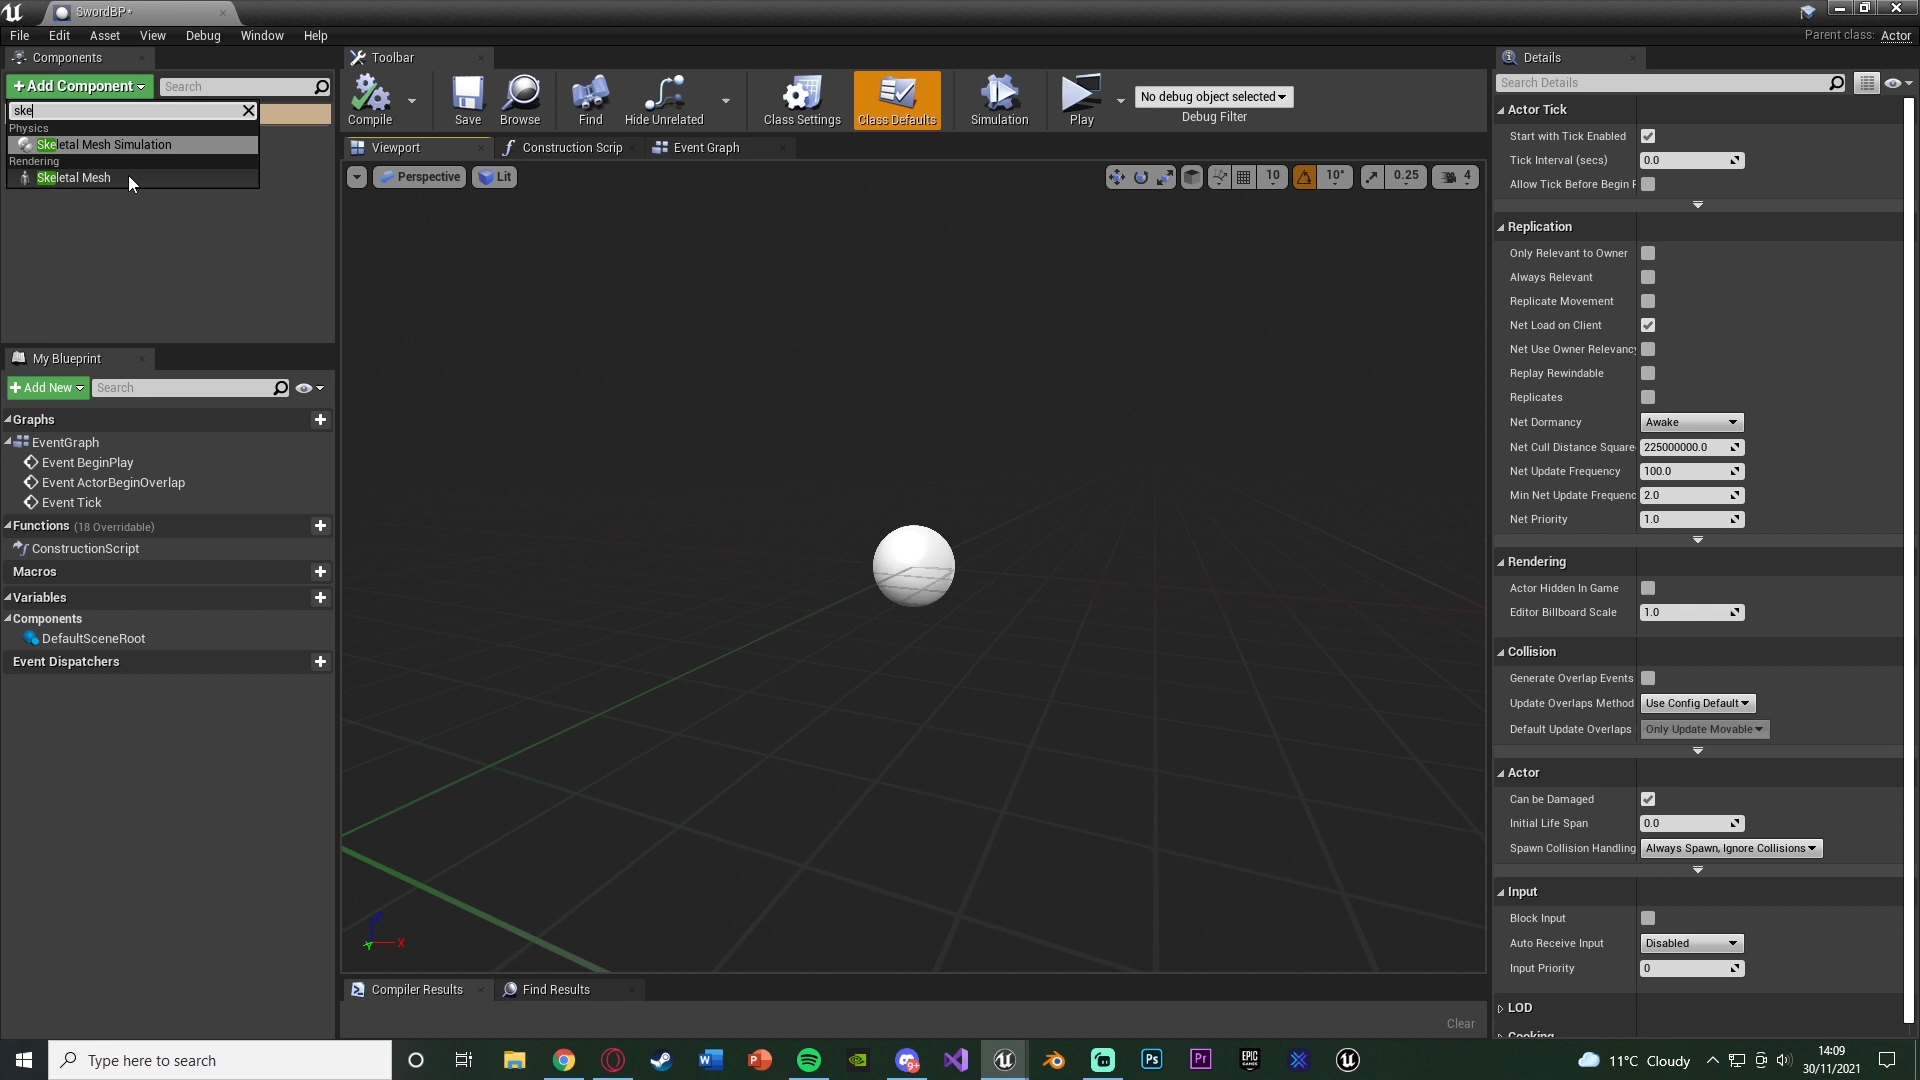 SwordBP*
File Edit Asset View Debug Window Help
Parent class: Actor
Components
+Add Component
Search
ske
Physics
Skeletal Mesh Simulation
Rendering
Skeletal Mesh
My Blueprint
+Add New
Search
Graphs
EventGraph
Event BeginPlay
Event ActorBeginOverlap
Event Tick
Functions (18 Overridable)
ConstructionScript
Macros
Variables
Components
DefaultSceneRoot
Event Dispatchers
Toolbar
Compile Save Browse Find Hide Unrelated Class Settings Class Defaults Simulation Play
No debug object selected
Debug Filter
Viewport
Construction Scrip
Event Graph
Perspective Lit
10 10° 0.25 4
Compiler Results
Find Results
Clear
Details
Search Details
Actor Tick
Start with Tick Enabled
Tick Interval (secs) 0.0
Allow Tick Before Begin P
Replication
Only Relevant to Owner
Always Relevant
Replicate Movement
Net Load on Client
Net Use Owner Relevancy
Replay Rewindable
Replicates
Net Dormancy Awake
Net Cull Distance Square 225000000.0
Net Update Frequency 100.0
Min Net Update Frequenc 2.0
Net Priority 1.0
Rendering
Actor Hidden In Game
Editor Billboard Scale 1.0
Collision
Generate Overlap Events
Update Overlaps Method Use Config Default
Default Update Overlaps Only Update Movable
Actor
Can be Damaged
Initial Life Span 0.0
Spawn Collision Handling Always Spawn, Ignore Collisions
Input
Block Input
Auto Receive Input Disabled
Input Priority 0
LOD
Cooking
Type here to search
11°C Cloudy
14:09
30/11/2021